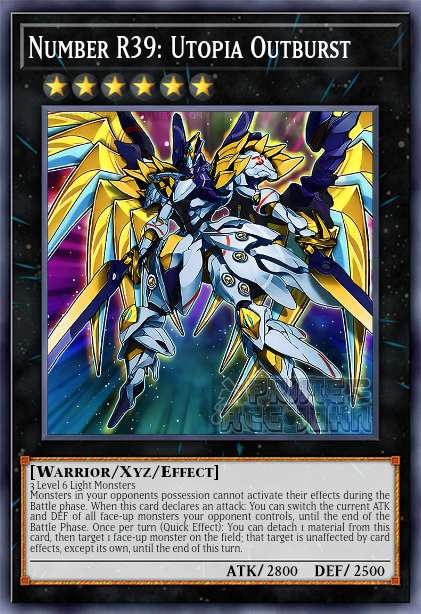 NUMBER R39: UTOPIA OUTBURST
[WARRIOR/XYZ/EFFECT]
3 Level 6 Light Monsters
Monsters in your opponents possession cannot activate their effects during the
Battle phase. When this card declares an attack: You can switch the current ATK
and DEF of all face-up monsters your opponent controls, until the end of the
Battle Phase. Once per turn (Quick Effect): You can detach 1 material from this
card, then target 1 face-up monster on the field; that target is unaffected by card
effects, except its own, until the end of this turn.
ATK/ 2800 DEF/ 2500